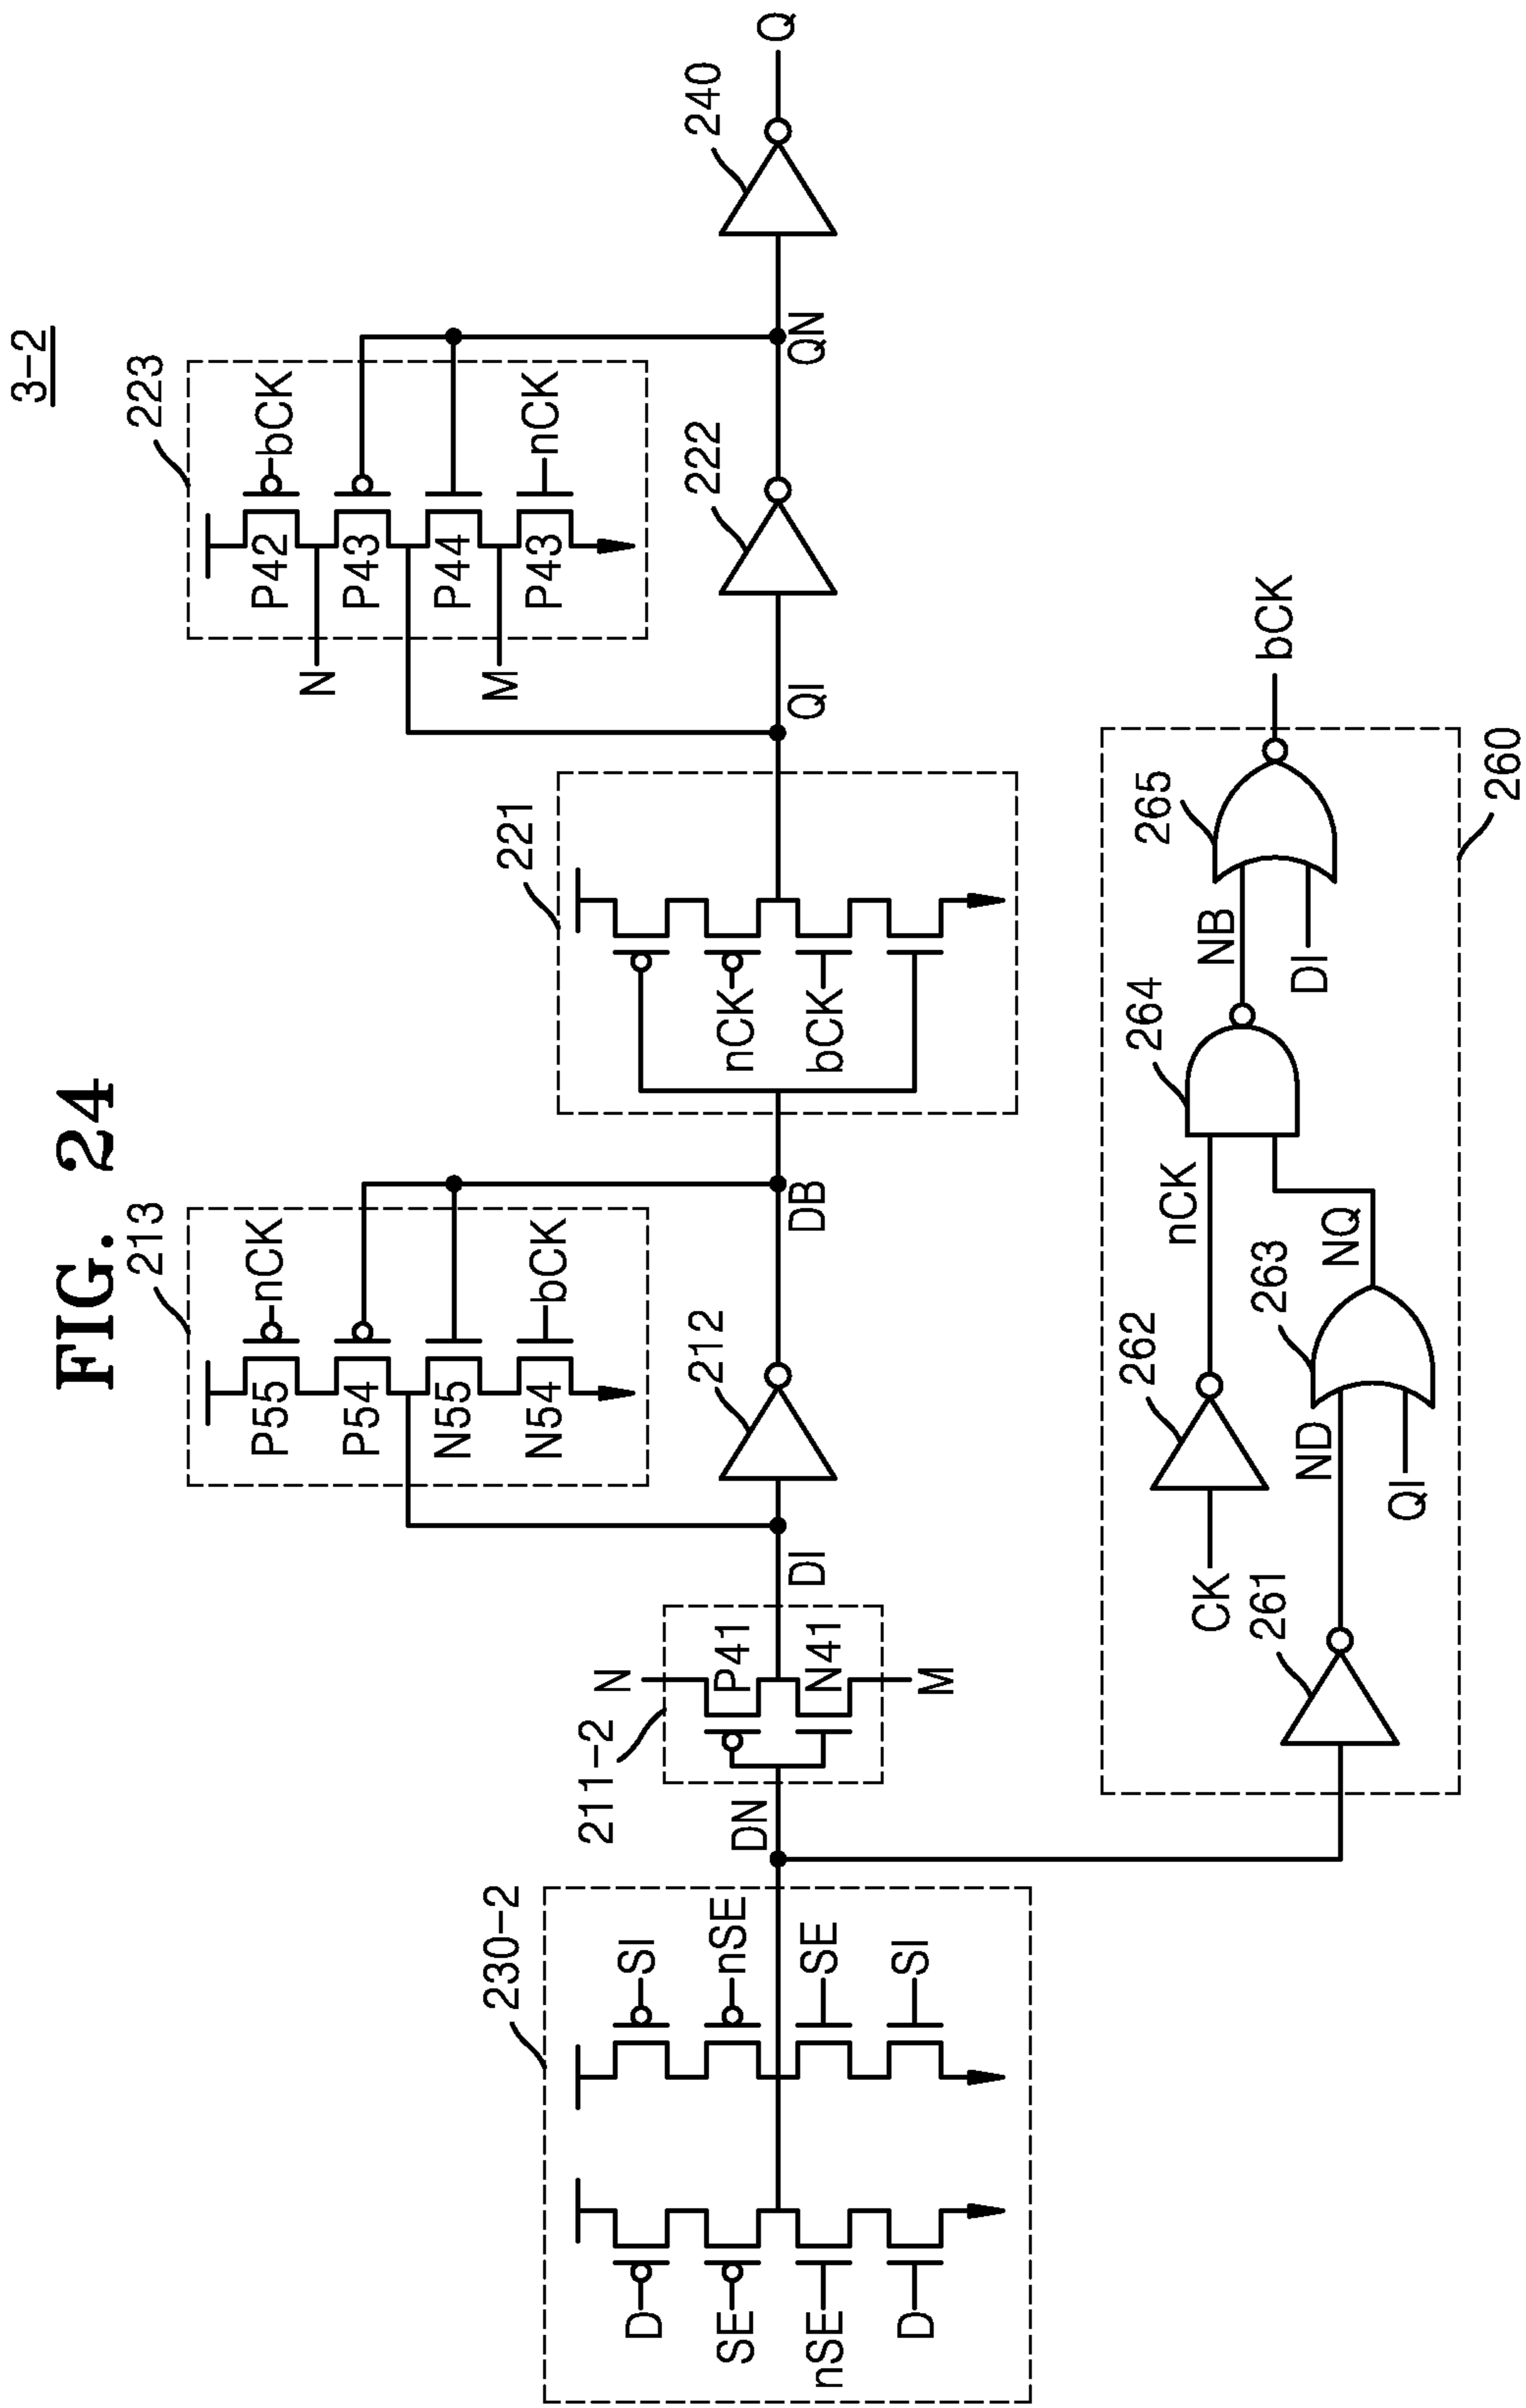 FIG. 24
3-2
213
nCK
P55
P54
N55
N54
bCK
223
bCK
P42
P43
P44
P43
nCK
N
M
230-2
D
SE
nSE
D
SI
nSE
SE
SI
DN
211-2
N
P41
N41
M
DI
212
DB
221
nCK
bCK
QI
222
QN
240
Q
261
ND
QI
263
NQ
CK
262
nCK
264
NB
DI
265
bCK
260